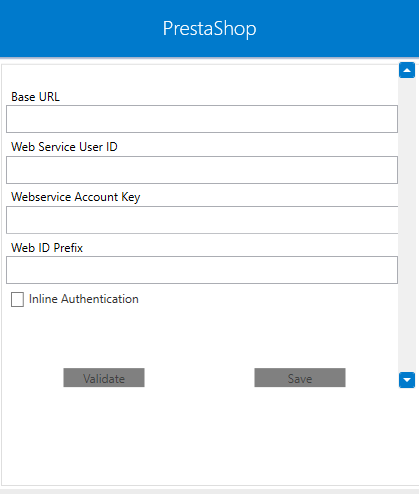 PrestaShop
Base URL
Web Service User ID
Webservice Account Key
Web ID Prefix
Inline Authentication
Validate
Save